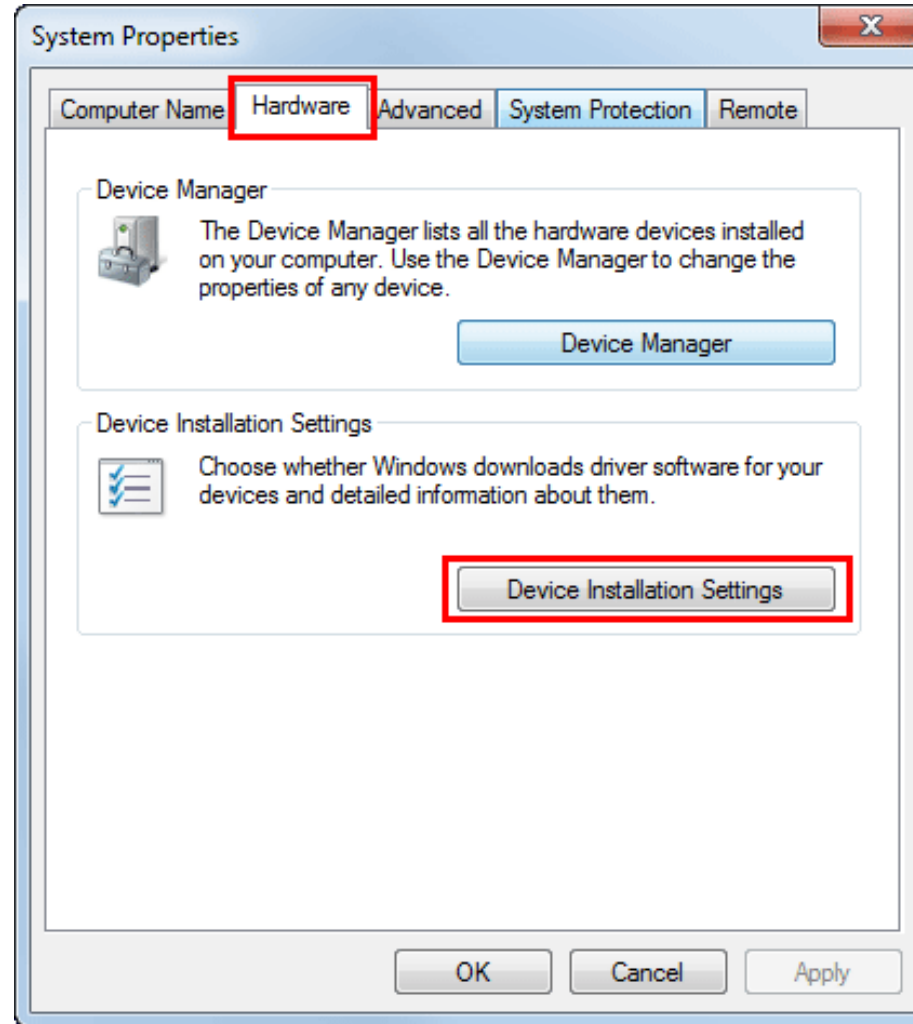 System Properties
Computer Name Hardware Advanced System Protection Remote
Device Manager
The Device Manager lists all the hardware devices installed
on your computer. Use the Device Manager to change the
properties of any device.
Device Manager
Device Installation Settings
Choose whether Windows downloads driver software for your
devices and detailed information about them.
Device Installation Settings
OK Cancel Apply